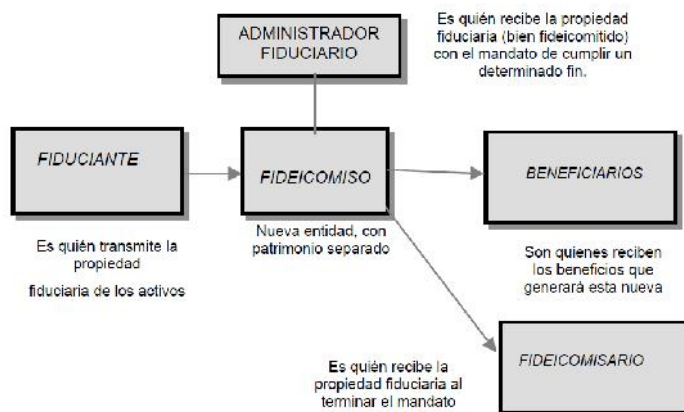 ADMINISTRADOR
FIDUCIARIO
Es quién recibe la propiedad
fiduciaria (bien fideicomitido)
con el mandato de cumplir un
determinado fin.
FIDUCIANTE
FIDEICOMISO
BENEFICIARIOS
Es quién transmite la
propiedad
fiduciaria de los activos
Nueva entidad, con
patrimonio separado
Son quienes reciben
los beneficios que
generará esta nueva
Es quién recibe la
propiedad fiduciaria al
terminar el mandato
FIDEICOMISARIO